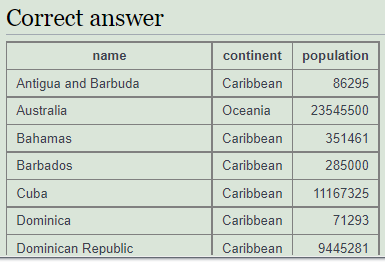 Correct answer
name continent population
Antigua and Barbuda Caribbean 86295
Australia Oceania 23545500
Bahamas Caribbean 351461
Barbados Caribbean 285000
Cuba Caribbean 11167325
Dominica Caribbean 71293
Dominican Republic Caribbean 9445281